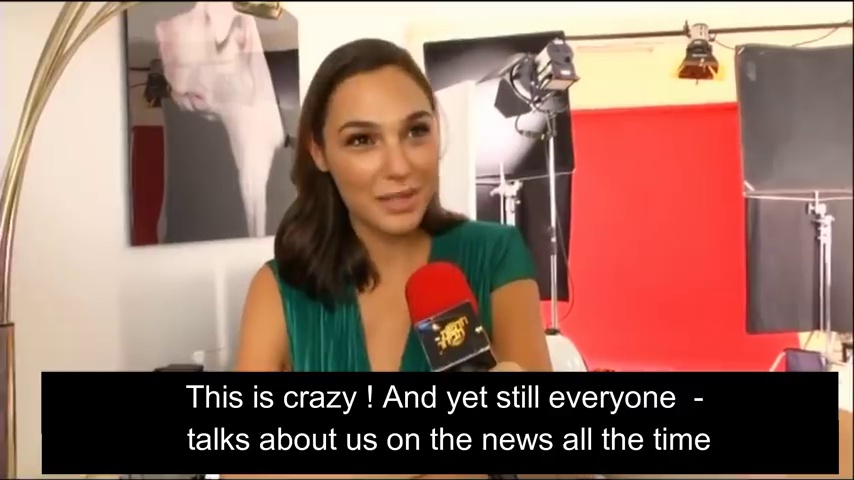 This is crazy ! And yet still everyone -
talks about us on the news all the time